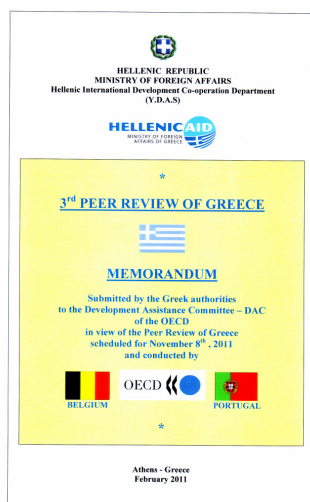 HELLENIC REPUBLIC
MINISTRY OF FOREIGN AFFAIRS
Hellenic International Development Co-operation Department
(Y.D.A.S)
HELLENIC AID
MINISTRY OF FOREIGN
AFFAIRS OF GREECE
*
3rd PEER REVIEW OF GREECE
MEMORANDUM
Submitted by the Greek authorities
to the Development Assistance Committee – DAC
of the OECD
in view of the Peer Review of Greece
scheduled for November 8th , 2011
and conducted by
OECD
BELGIUM PORTUGAL
*
Athens - Greece
February 2011